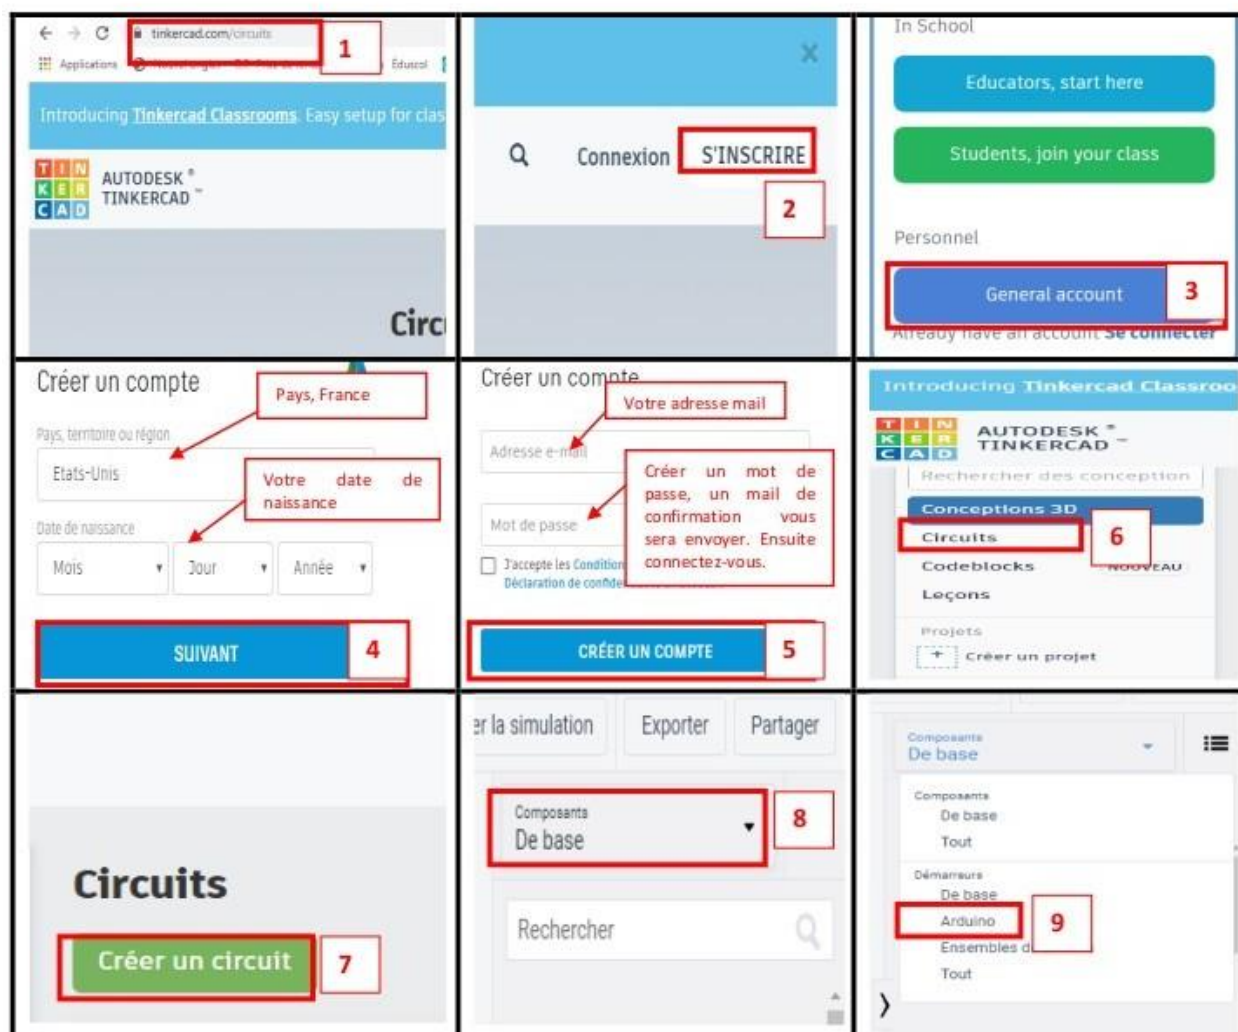 tinkercad.com/circuits
1
Applications
Eduscol
Introducing Tinkercad Classrooms. Easy setup for clas
TIN
KER
CAD
AUTODESK ®
TINKERCAD ™
Circ
×
Connexion
S'INSCRIRE
2
In School
Educators, start here
Students, join your class
Personnel
General account
3
Already have an account Se connecter
Créer un compte
Pays, France
Pays, territoire ou région
Etats-Unis
Votre date de
naissance
Date de naissance
Mois
Jour
Année
SUIVANT
4
Créer un compte
Votre adresse mail
Adresse e-mail
Créer un mot de
passe, un mail de
confirmation vous
sera envoyer. Ensuite
connectez-vous.
Mot de passe
J'accepte les Condition
Déclaration de confide
CRÉER UN COMPTE
5
Introducing Tinkercad Classroo
TIN
KER
CAD
AUTODESK ®
TINKERCAD ™
Rechercher des conception
Conceptions 3D
Circuits
6
Codeblocks
NOUVEAU
Leçons
Projets
+ Créer un projet
Circuits
Créer un circuit
7
er la simulation
Exporter
Partager
Composants
De base
8
Rechercher
Composants
De base
Composants
De base
Tout
Démarreurs
De base
Arduino
9
Ensembles d
Tout